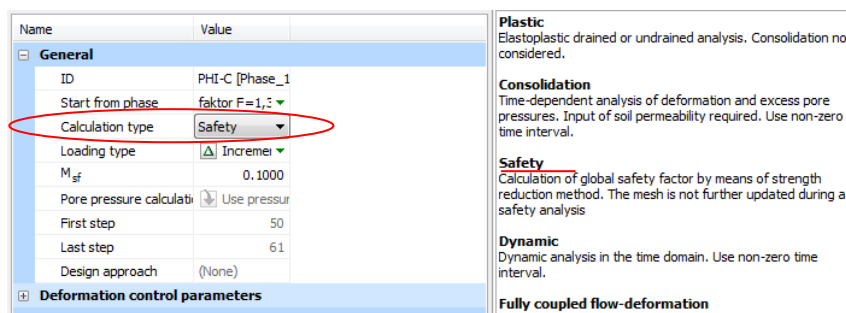 Name Value
General
ID PHI-C [Phase_1
Start from phase faktor F=1,3
Calculation type Safety
Loading type Incremei
Msf 0.1000
Pore pressure calculati Use pressur
First step 50
Last step 61
Design approach (None)
Deformation control parameters
Plastic
Elastoplastic drained or undrained analysis. Consolidation no
considered.
Consolidation
Time-dependent analysis of deformation and excess pore
pressures. Input of soil permeability required. Use non-zero
time interval.
Safety
Calculation of global safety factor by means of strength
reduction method. The mesh is not further updated during a
safety analysis
Dynamic
Dynamic analysis in the time domain. Use non-zero time
interval.
Fully coupled flow-deformation